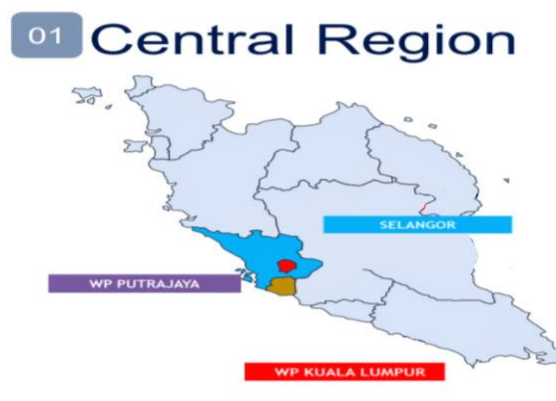 01 Central Region
SELANGOR
WP PUTRAJAYA
WP KUALA LUMPUR